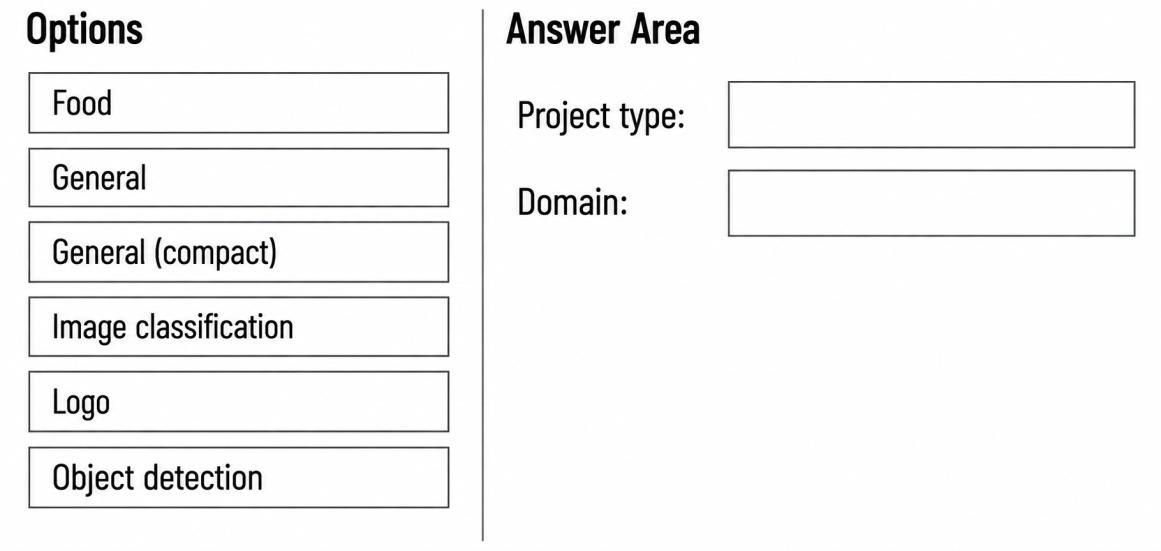 Options
Food
General
General (compact)
Image classification
Logo
Object detection
Answer Area
Project type:
Domain: